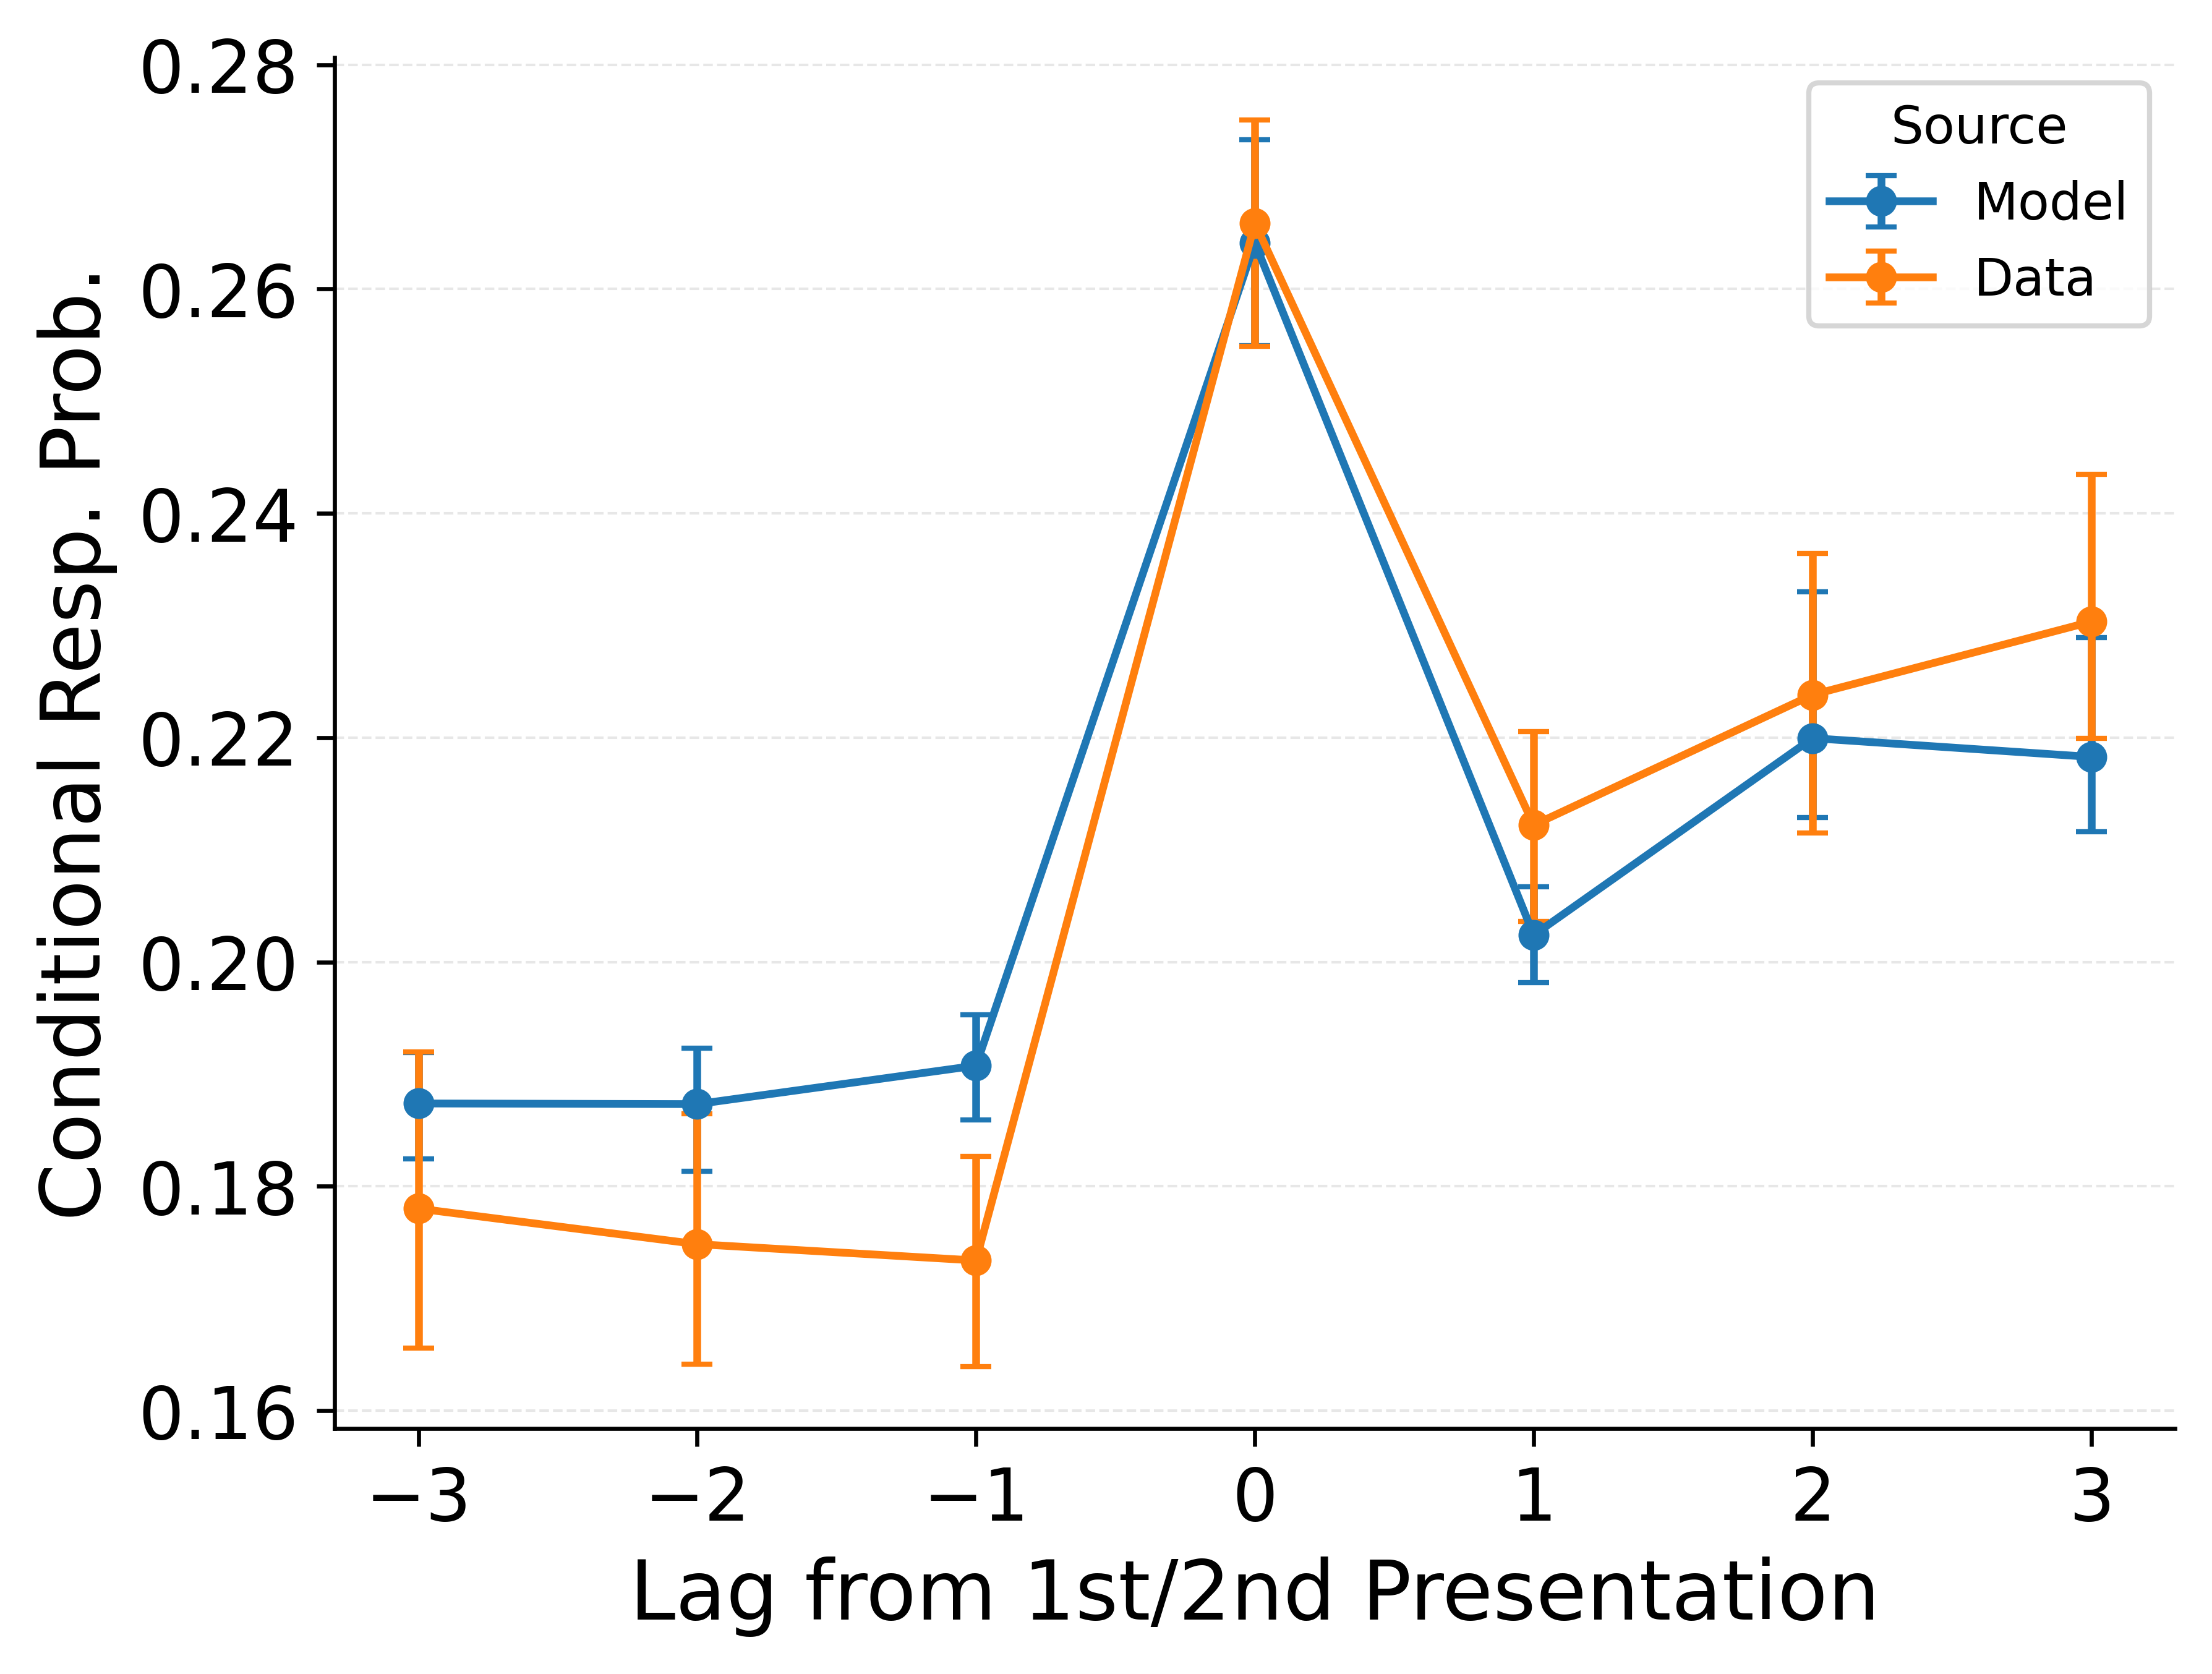 Conditional Resp. Prob.
0.28
0.26
0.24
0.22
0.20
0.18
0.16
Source
Model
Data
−3 −2 −1 0 1 2 3
Lag from 1st/2nd Presentation